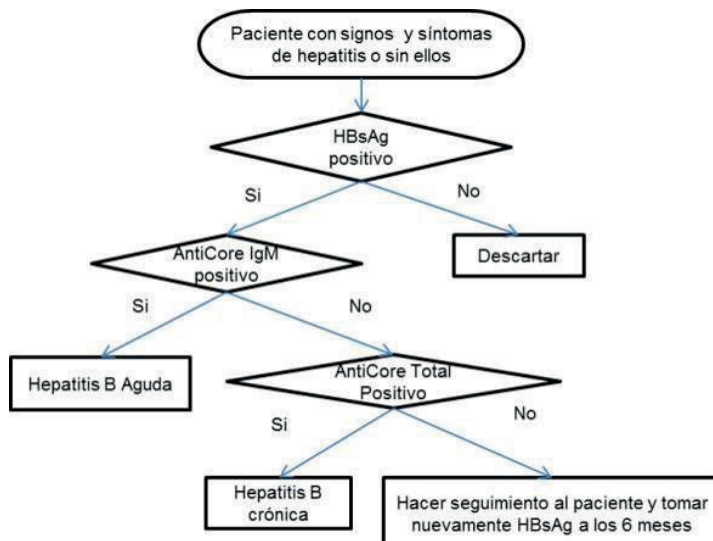 Paciente con signos y síntomas
de hepatitis o sin ellos
HBsAg
positivo
Si
No
AntiCore IgM
positivo
Descartar
Si
No
Hepatitis B Aguda
AntiCore Total
Positivo
Si
No
Hepatitis B
crónica
Hacer seguimiento al paciente y tomar
nuevamente HBsAg a los 6 meses